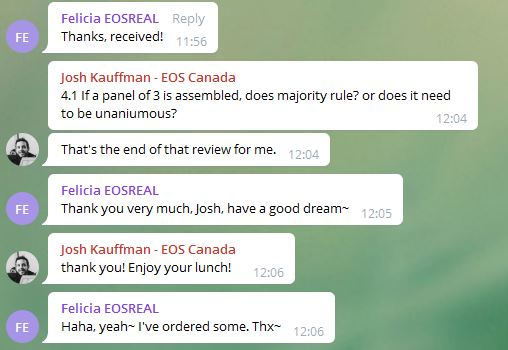 Felicia EOSREAL Reply
FE
Thanks, received! 11:56
Josh Kauffman - EOS Canada
4.1 If a panel of 3 is assembled, does majority rule? or does it need
to be unaniumous?
12:04
That's the end of that review for me. 12:04
Felicia EOSREAL
FE
Thank you very much, Josh, have a good dream~ 12:05
Josh Kauffman - EOS Canada
thank you! Enjoy your lunch! 12:06
Felicia EOSREAL
FE
Haha, yeah~ I've ordered some. Thx~ 12:06